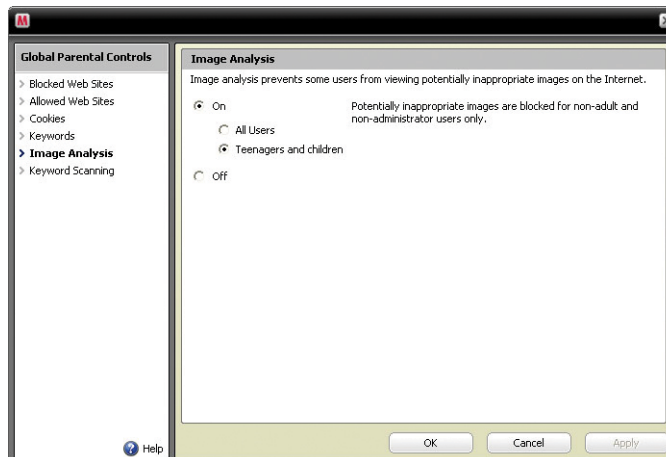 M
Global Parental Controls
Blocked Web Sites
Allowed Web Sites
Cookies
Keywords
Image Analysis
Keyword Scanning
Help
Image Analysis
Image analysis prevents some users from viewing potentially inappropriate images on the Internet.
On
All Users
Teenagers and children
Off
Potentially inappropriate images are blocked for non-adult and
non-administrator users only.
OK
Cancel
Apply